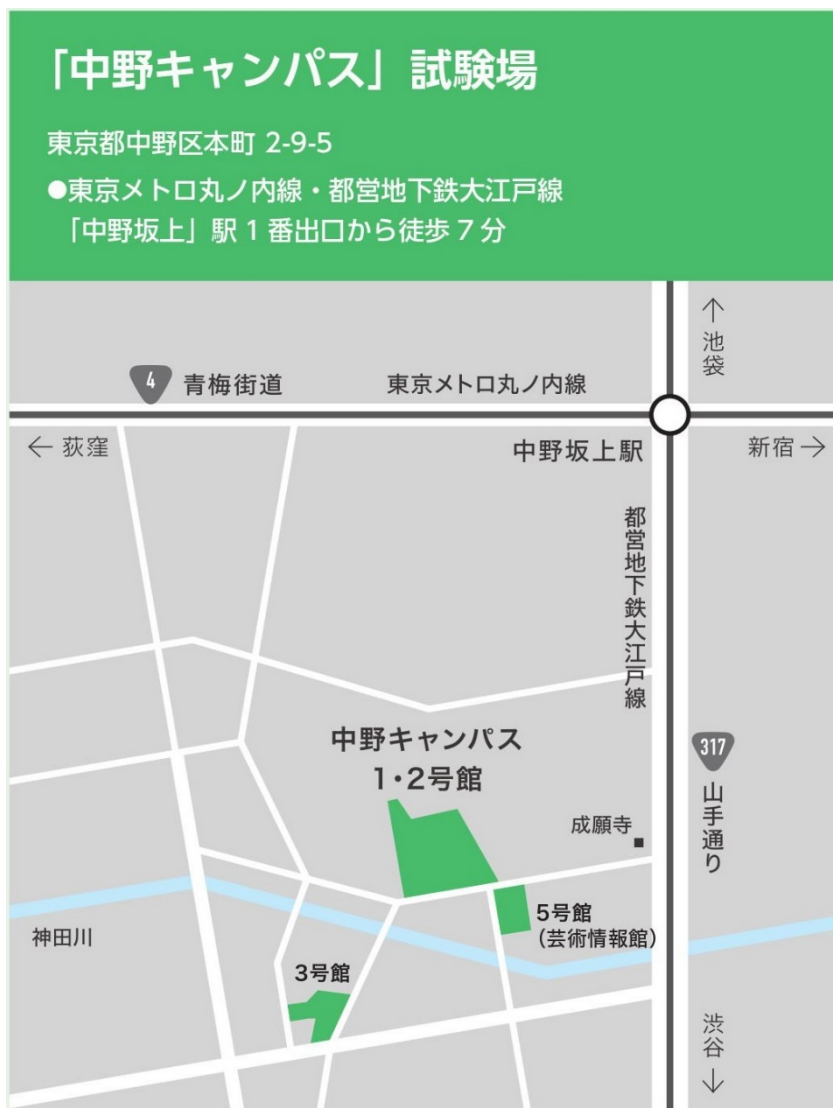 「中野キャンパス」試験場
東京都中野区本町 2-9-5
●東京メトロ丸ノ内線・都営地下鉄大江戸線
「中野坂上」駅 1 番出口から徒歩 7 分
↑
池袋
4 青梅街道
東京メトロ丸ノ内線
← 荻窪
中野坂上駅
新宿 →
都営地下鉄大江戸線
317
山手通り
中野キャンパス
1・2号館
成願寺
神田川
5号館
(芸術情報館)
3号館
渋谷
↓